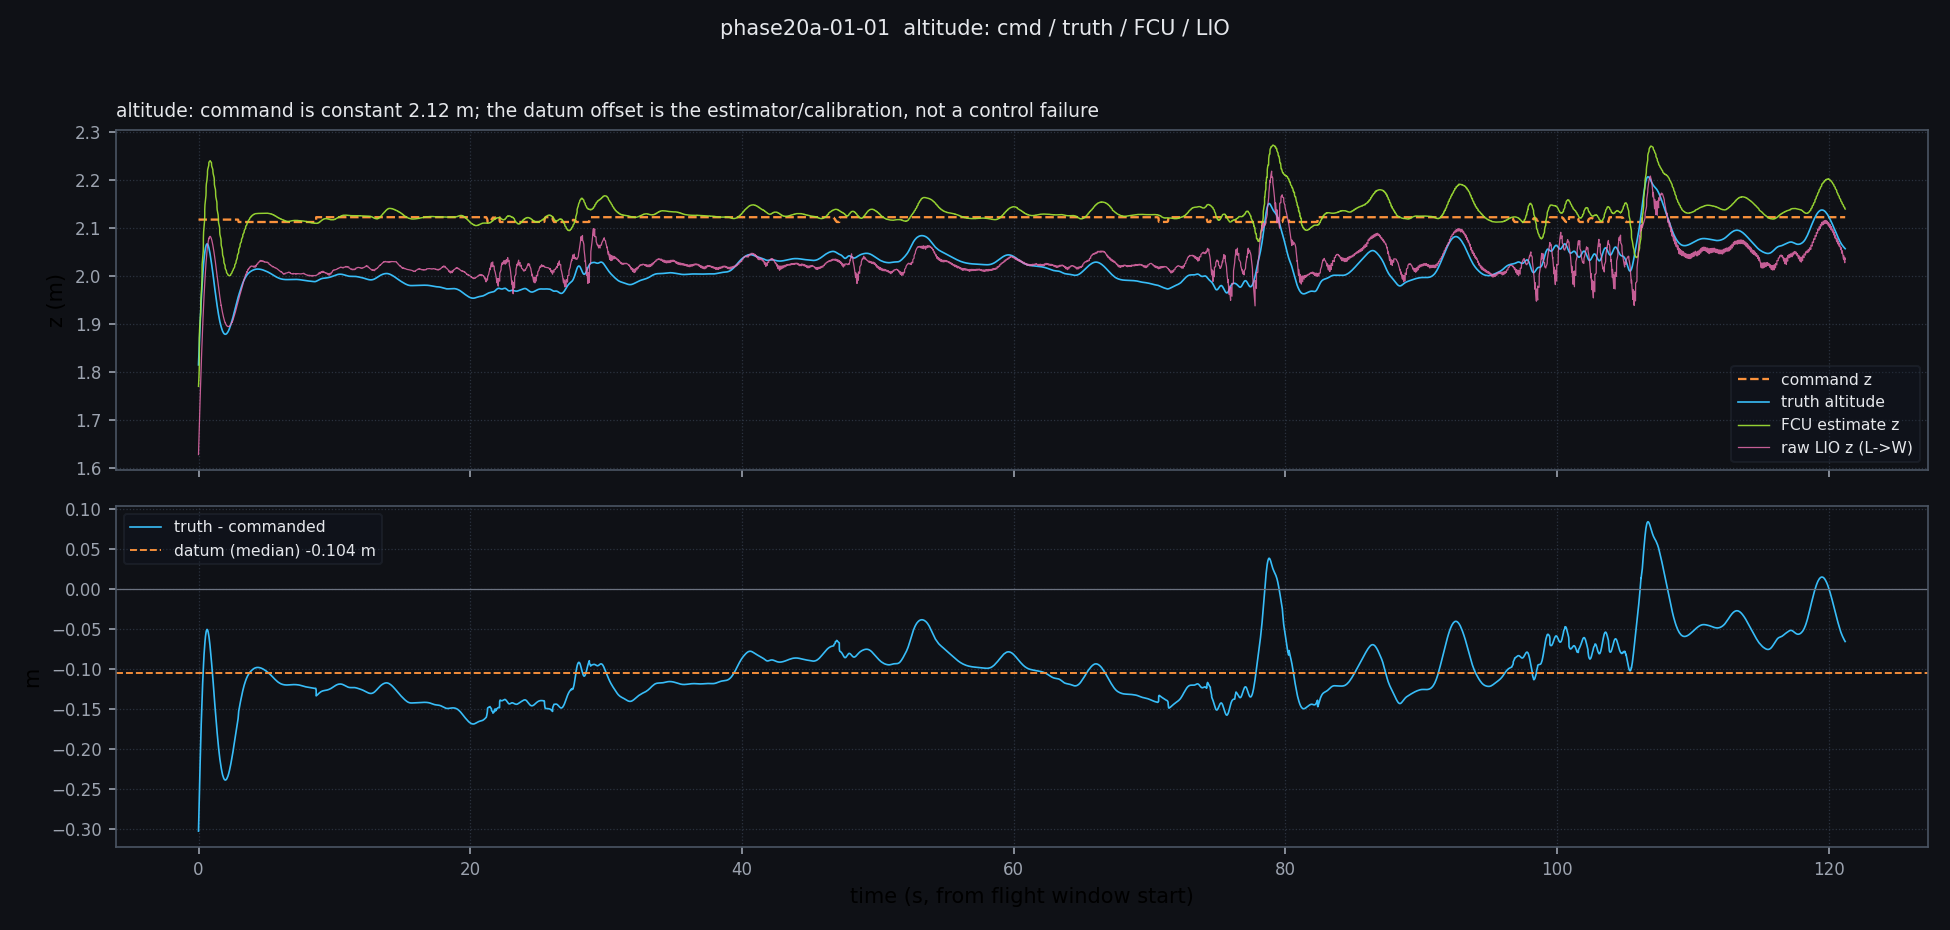 phase20a-01-01  altitude: cmd / truth / FCU / LIO
altitude: command is constant 2.12 m; the datum offset is the estimator/calibration, not a control failure
z (m)
2.3
2.2
2.1
2.0
1.9
1.8
1.7
1.6
command z
truth altitude
FCU estimate z
raw LIO z (L->W)
m
0.10
0.05
0.00
−0.05
−0.10
−0.15
−0.20
−0.25
−0.30
truth - commanded
datum (median) -0.104 m
0
20
40
60
80
100
120
time (s, from flight window start)